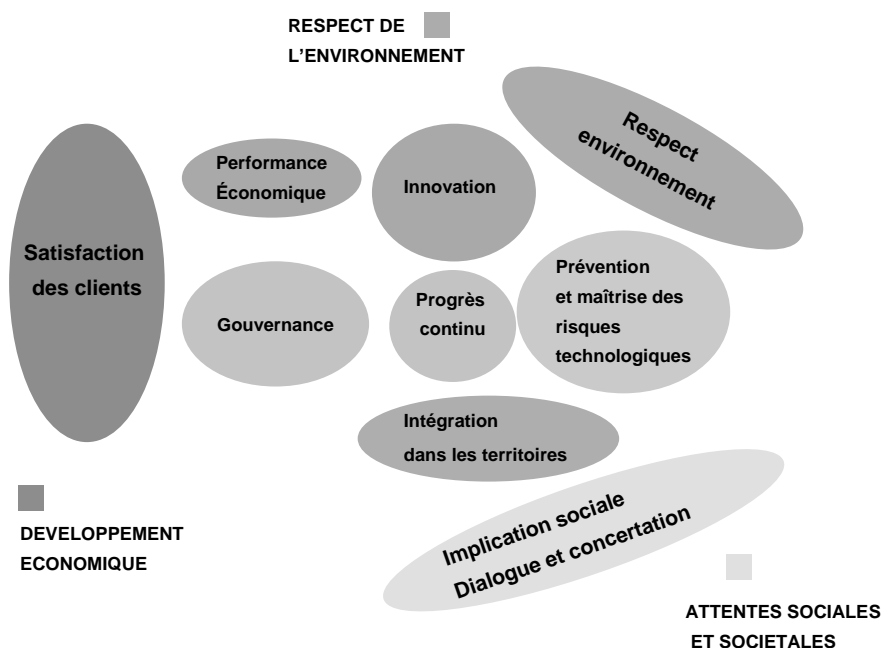 RESPECT DE
L’ENVIRONNEMENT
Respect
environnement
Performance
Économique
Innovation
Satisfaction
des clients
Gouvernance
Progrès
continu
Prévention
et maîtrise des
risques
technologiques
Intégration
dans les territoires
Implication sociale
Dialogue et concertation
DEVELOPPEMENT
ECONOMIQUE
ATTENTES SOCIALES
ET SOCIETALES